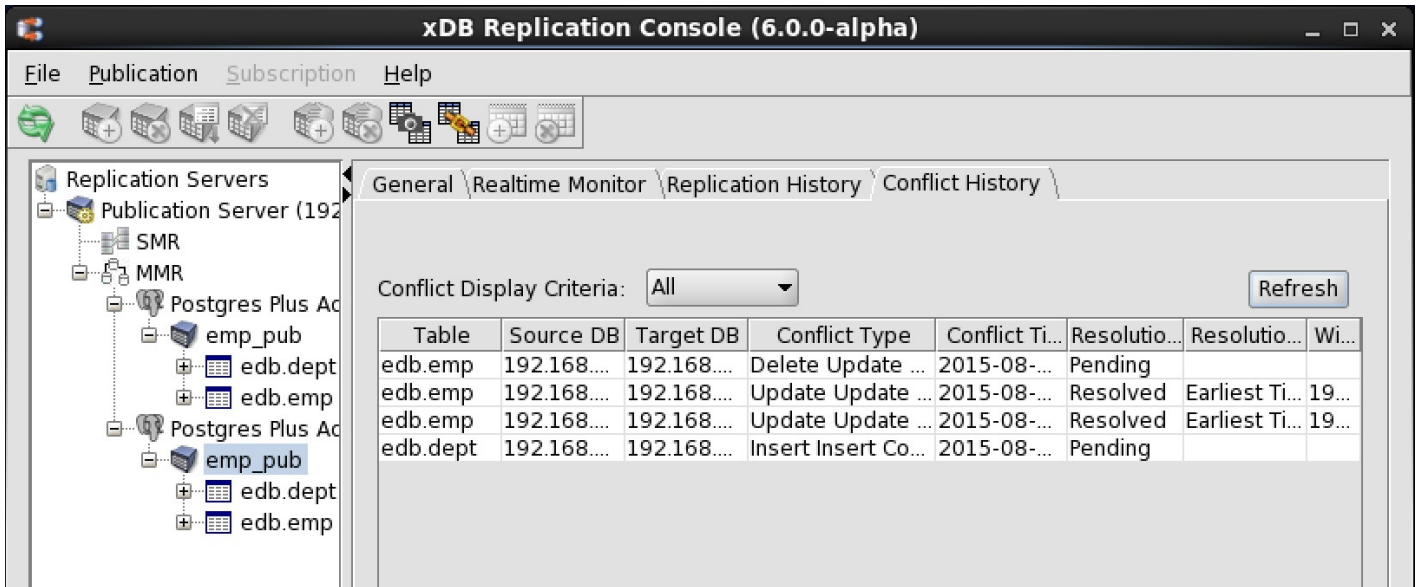 xDB Replication Console (6.0.0-alpha)
File Publication Subscription Help
Replication Servers
Publication Server (192
SMR
MMR
Postgres Plus Ad
emp_pub
edb.dept
edb.emp
Postgres Plus Ad
emp_pub
edb.dept
edb.emp
General Realtime Monitor Replication History Conflict History
Conflict Display Criteria: All Refresh
Table Source DB Target DB Conflict Type Conflict Ti... Resolutio... Resolutio... Wi...
edb.emp 192.168.... 192.168.... Delete Update ... 2015-08-... Pending
edb.emp 192.168.... 192.168.... Update Update ... 2015-08-... Resolved Earliest Ti... 19...
edb.emp 192.168.... 192.168.... Update Update ... 2015-08-... Resolved Earliest Ti... 19...
edb.dept 192.168.... 192.168.... Insert Insert Co... 2015-08-... Pending